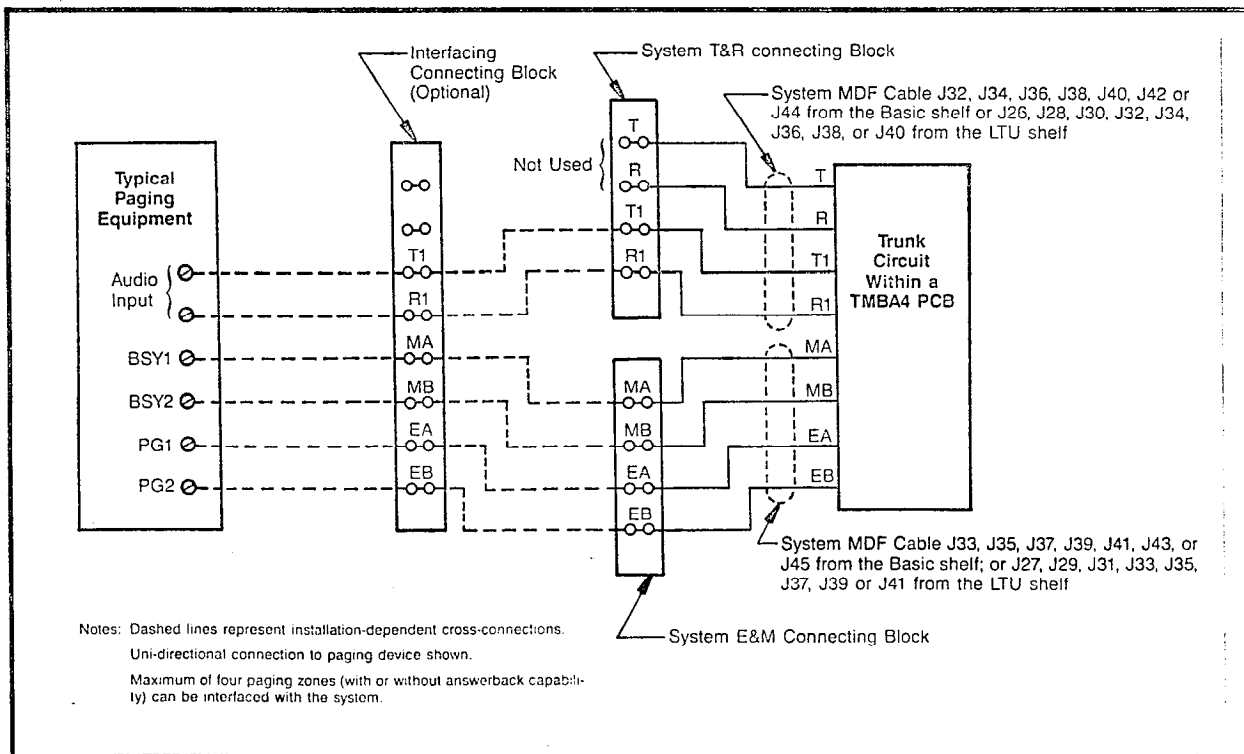 Interfacing
Connecting Block
(Optional)
System T&R connecting Block
System MDF Cable J32, J34, J36, J38, J40, J42 or
J44 from the Basic shelf or J26, J28, J30, J32, J34,
J36, J38, or J40 from the LTU shelf
Typical
Paging
Equipment
Not Used
T
R
T1
R1
T
R
T1
R1
Trunk
Circuit
Within a
TMBA4 PCB
Audio
Input
T1
R1
BSY1
MA
MA
MA
BSY2
MB
MB
MB
PG1
EA
EA
EA
PG2
EB
EB
EB
System MDF Cable J33, J35, J37, J39, J41, J43, or
J45 from the Basic shelf; or J27, J29, J31, J33, J35,
J37, J39 or J41 from the LTU shelf
System E&M Connecting Block
Notes: Dashed lines represent installation-dependent cross-connections.
Uni-directional connection to paging device shown.
Maximum of four paging zones (with or without answerback capabili-
ty) can be interfaced with the system.